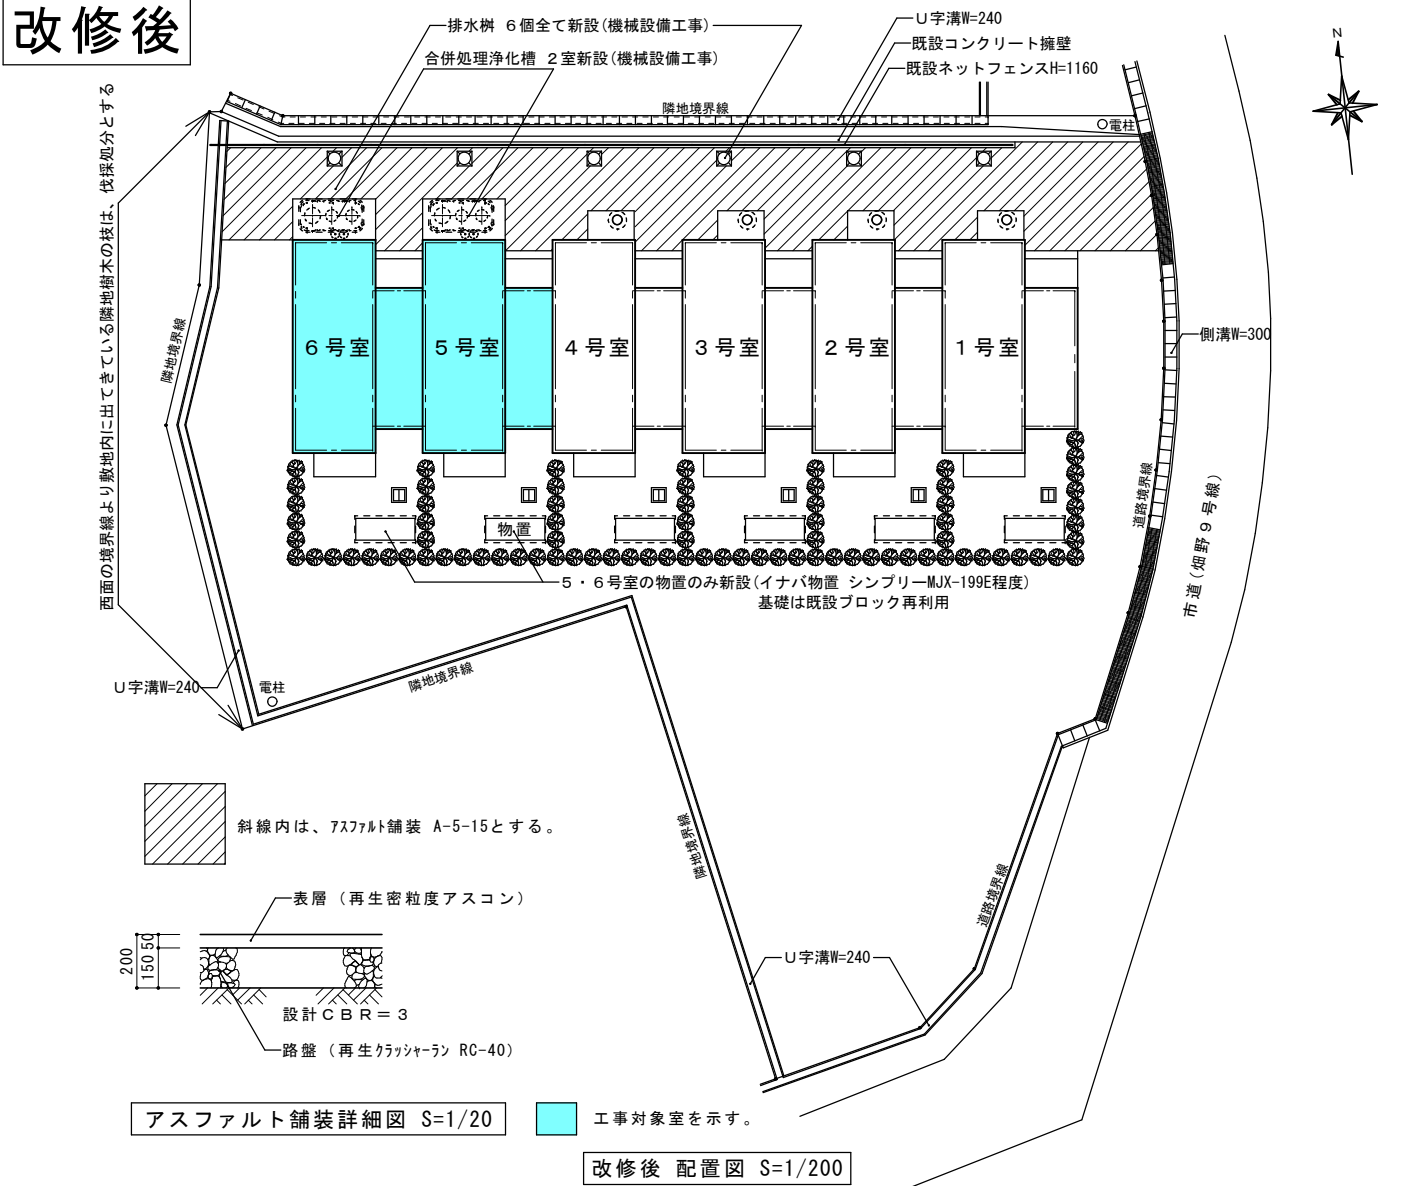 改修後
排水桝 ６個全て新設(機械設備工事)
合併処理浄化槽 ２室新設(機械設備工事)
Ｕ字溝W=240
既設コンクリート擁壁
既設ネットフェンスH=1160
N
隣地境界線
電柱
西面の境界線より敷地内に出てきている隣地樹木の枝は、伐採処分とする
隣地境界線
６号室
５号室
４号室
３号室
２号室
１号室
側溝W=300
道路境界線
市道(畑野９号線)
物置
５・６号室の物置のみ新設(イナバ物置 シンプリーMJX-199E程度)
基礎は既設ブロック再利用
Ｕ字溝W=240
電柱
隣地境界線
隣地境界線
道路境界線
Ｕ字溝W=240
斜線内は、ｱｽﾌｧﾙﾄ舗装 A-5-15とする。
表層（再生密粒度アスコン）
200
150
50
設計ＣＢＲ＝３
路盤（再生ｸﾗｯｼｬｰﾗﾝ RC-40）
アスファルト舗装詳細図 S=1/20
工事対象室を示す。
改修後 配置図 S=1/200